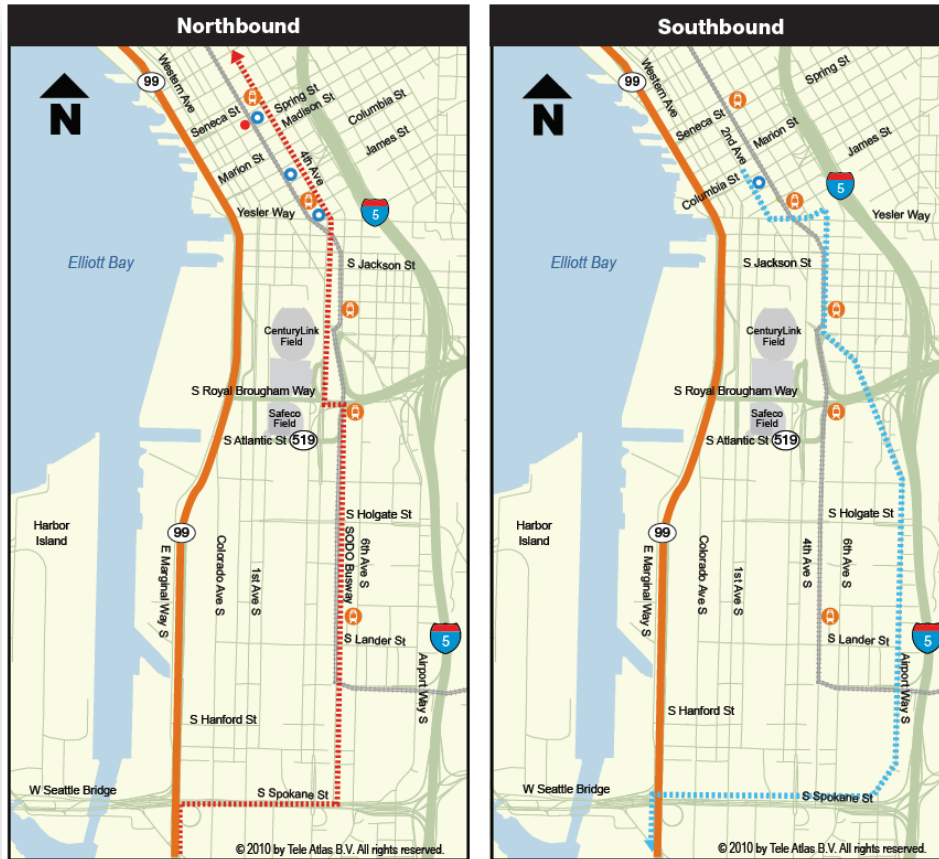 Northbound
99
Western Ave
N
Seneca St
Spring St
Madison St
Columbia St
James St
Marion St
4th Ave
Yesler Way
5
Elliott Bay
S Jackson St
CenturyLink
Field
S Royal Brougham Way
Safeco
Field
S Atlantic St
519
S Holgate St
Harbor
Island
99
E Marginal Way S
Colorado Ave S
1st Ave S
SODO Busway
6th Ave S
S Lander St
5
Airport Way S
S Hanford St
W Seattle Bridge
S Spokane St
© 2010 by Tele Atlas B.V. All rights reserved.
Southbound
99
Western Ave
N
Spring St
Seneca St
Marion St
2nd Ave
James St
Columbia St
5
Yesler Way
Elliott Bay
S Jackson St
CenturyLink
Field
S Royal Brougham Way
Safeco
Field
S Atlantic St
519
S Holgate St
Harbor
Island
99
E Marginal Way S
Colorado Ave S
1st Ave S
4th Ave S
6th Ave S
S Lander St
5
Airport Way S
S Hanford St
W Seattle Bridge
S Spokane St
© 2010 by Tele Atlas B.V. All rights reserved.